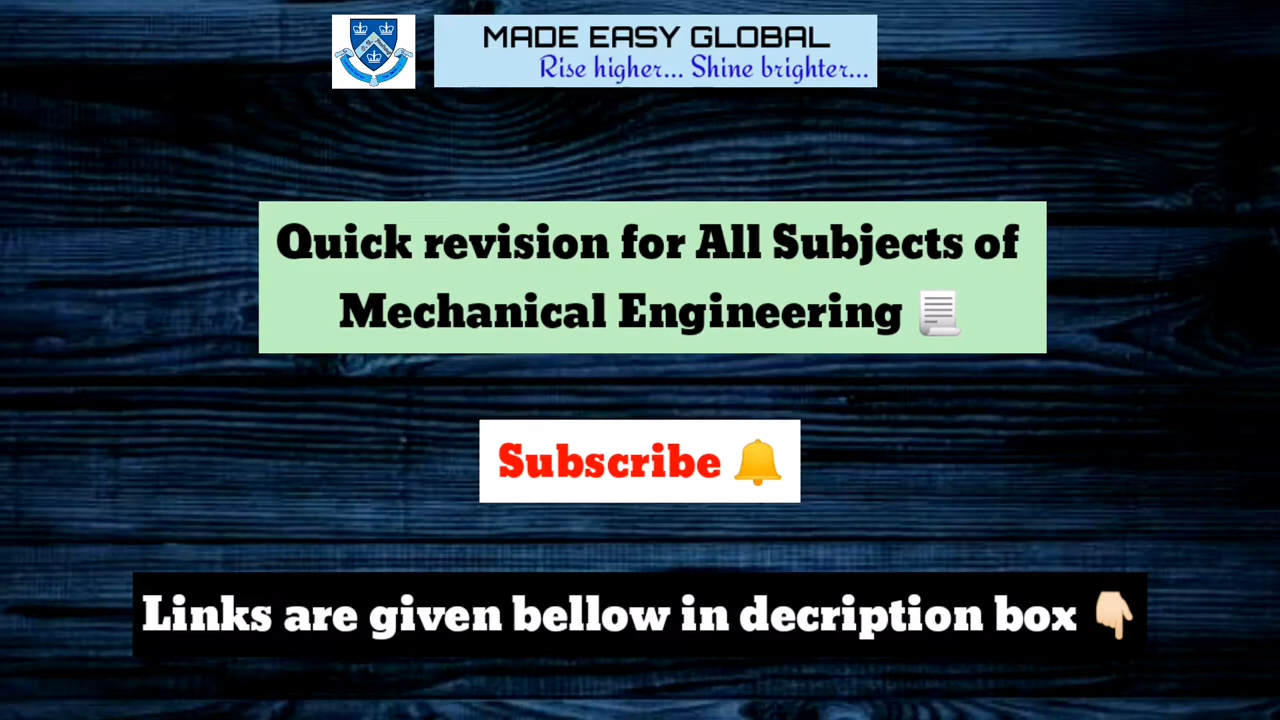 MADE EASY GLOBAL
Rise higher... Shine brighter...
Quick revision for All Subjects of
Mechanical Engineering
Subscribe
Links are given bellow in decription box